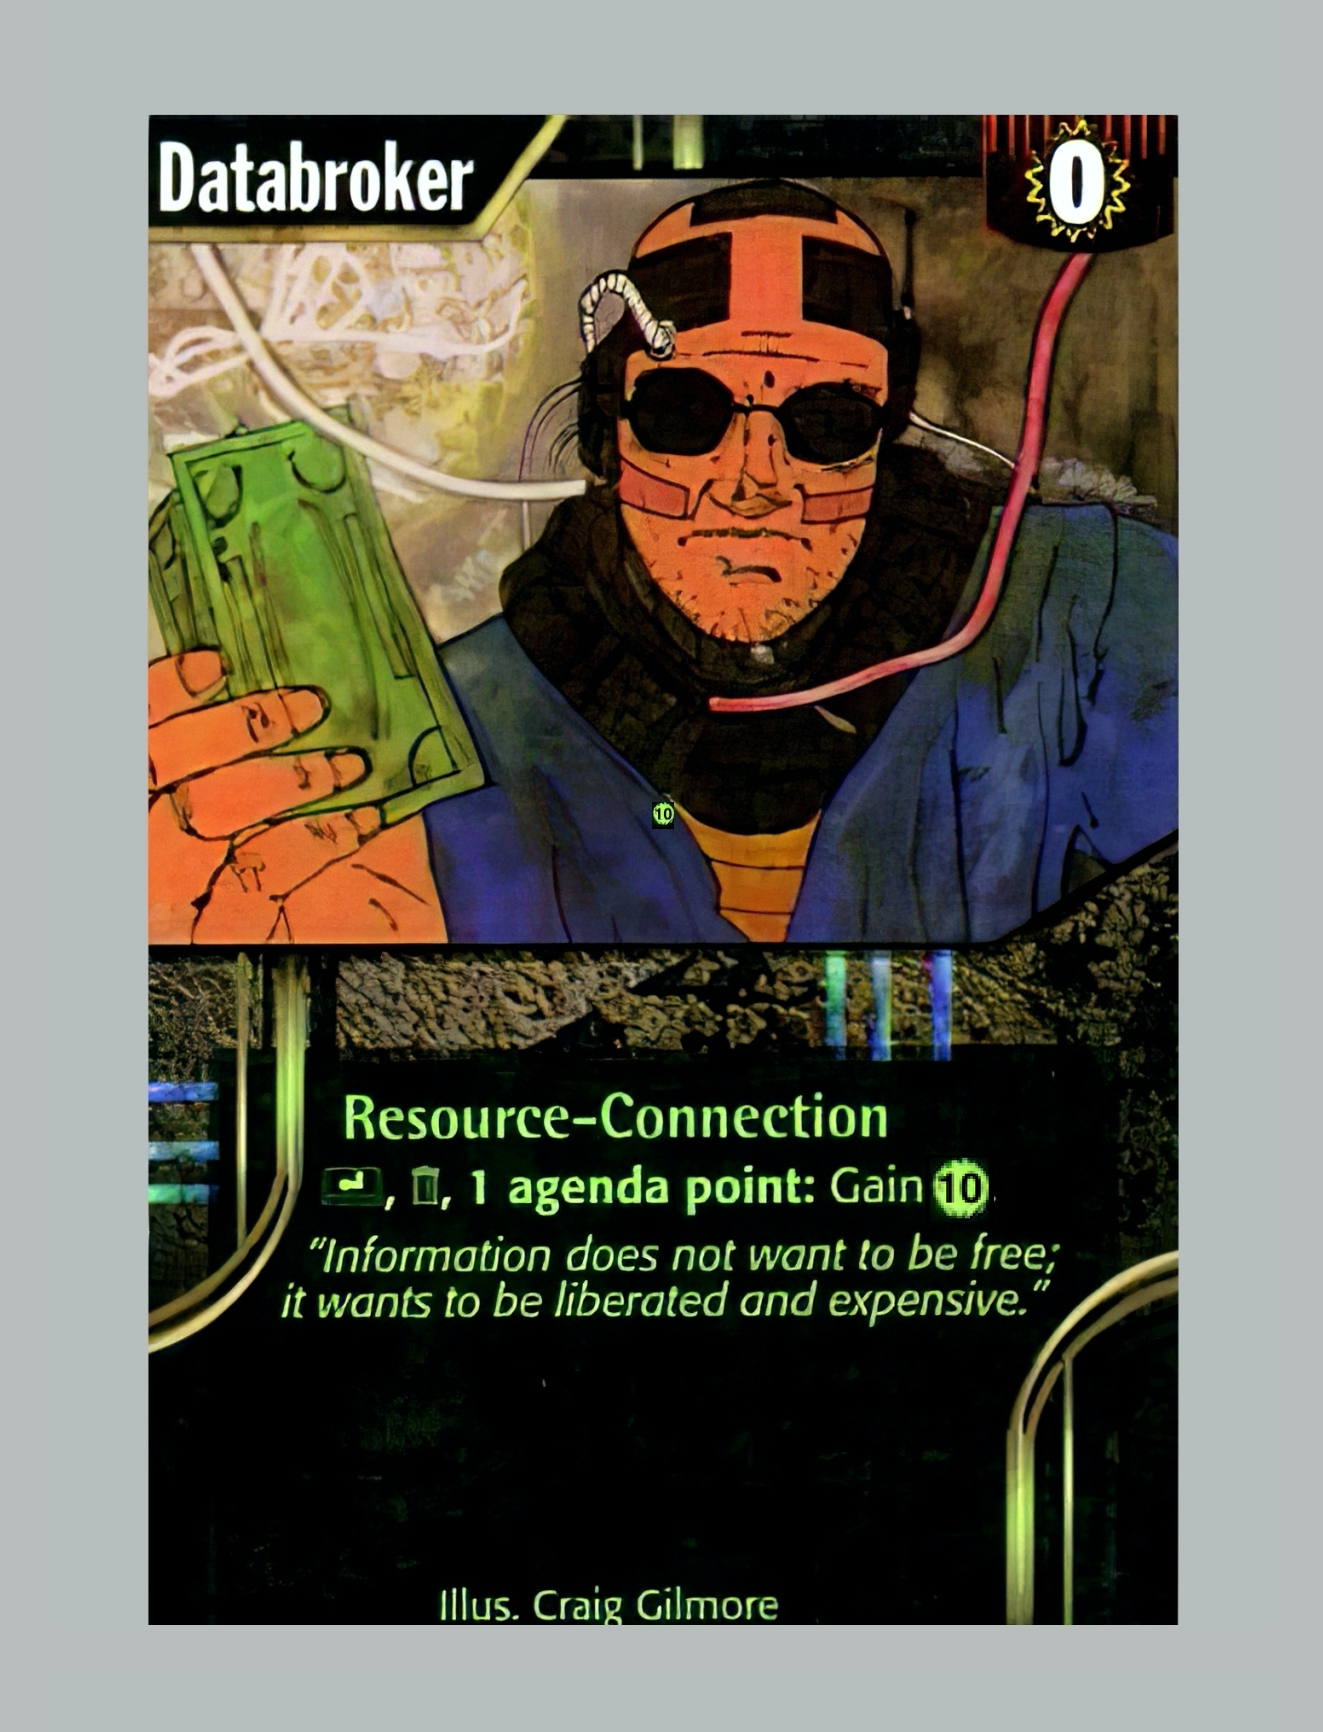 Databroker
0
10
Resource-Connection
, , 1 agenda point: Gain 10.
"Information does not want to be free;
it wants to be liberated and expensive."
Illus. Craig Gilmore